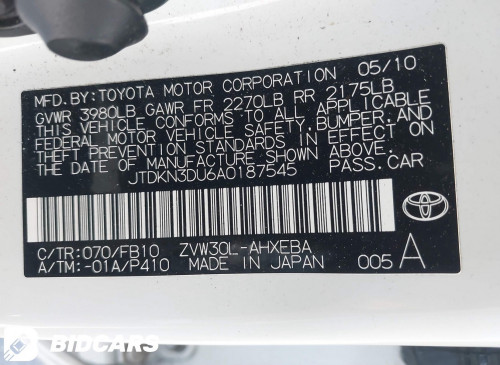 MFD. BY: TOYOTA MOTOR CORPORATION 05/10
GVWR 3980LB GAWR FR 2270LB RR 2175LB
THIS VEHICLE CONFORMS TO ALL APPLICABLE
FEDERAL MOTOR VEHICLE SAFETY, BUMPER, AND
THEFT PREVENTION STANDARDS IN EFFECT ON
THE DATE OF MANUFACTURE SHOWN ABOVE.
JTDKN3DU6A0187545 PASS. CAR
TOYOTA
C/TR: 070/FB10 ZVW30L-AHXEBA
A/TM: -01A/P410 MADE IN JAPAN 005 A
BIDCARS